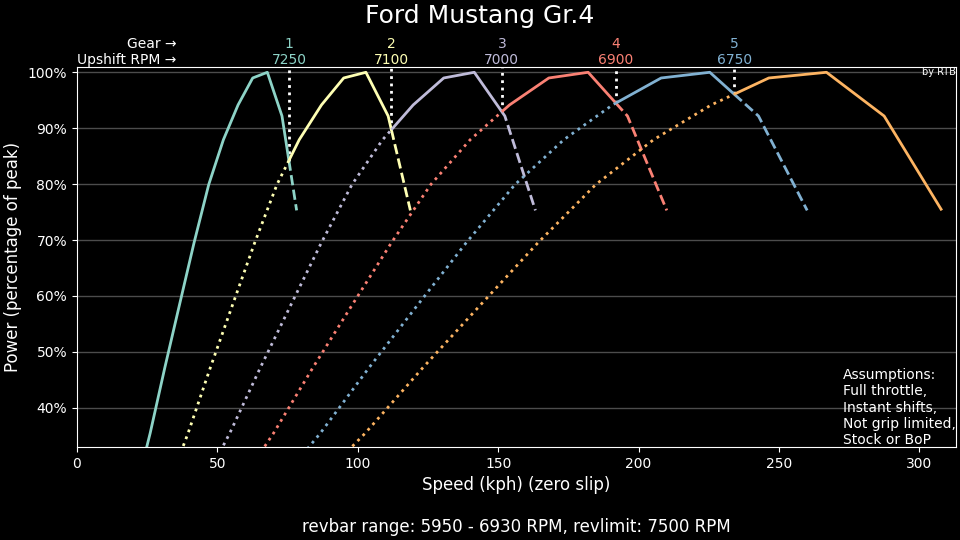 Ford Mustang Gr.4
Gear → 1 2 3 4 5
Upshift RPM → 7250 7100 7000 6900 6750
by RTB
100%
90%
80%
70%
60%
50%
40%
Power (percentage of peak)
Assumptions:
Full throttle,
Instant shifts,
Not grip limited,
Stock or BoP
0 50 100 150 200 250 300
Speed (kph) (zero slip)
revbar range: 5950 - 6930 RPM, revlimit: 7500 RPM